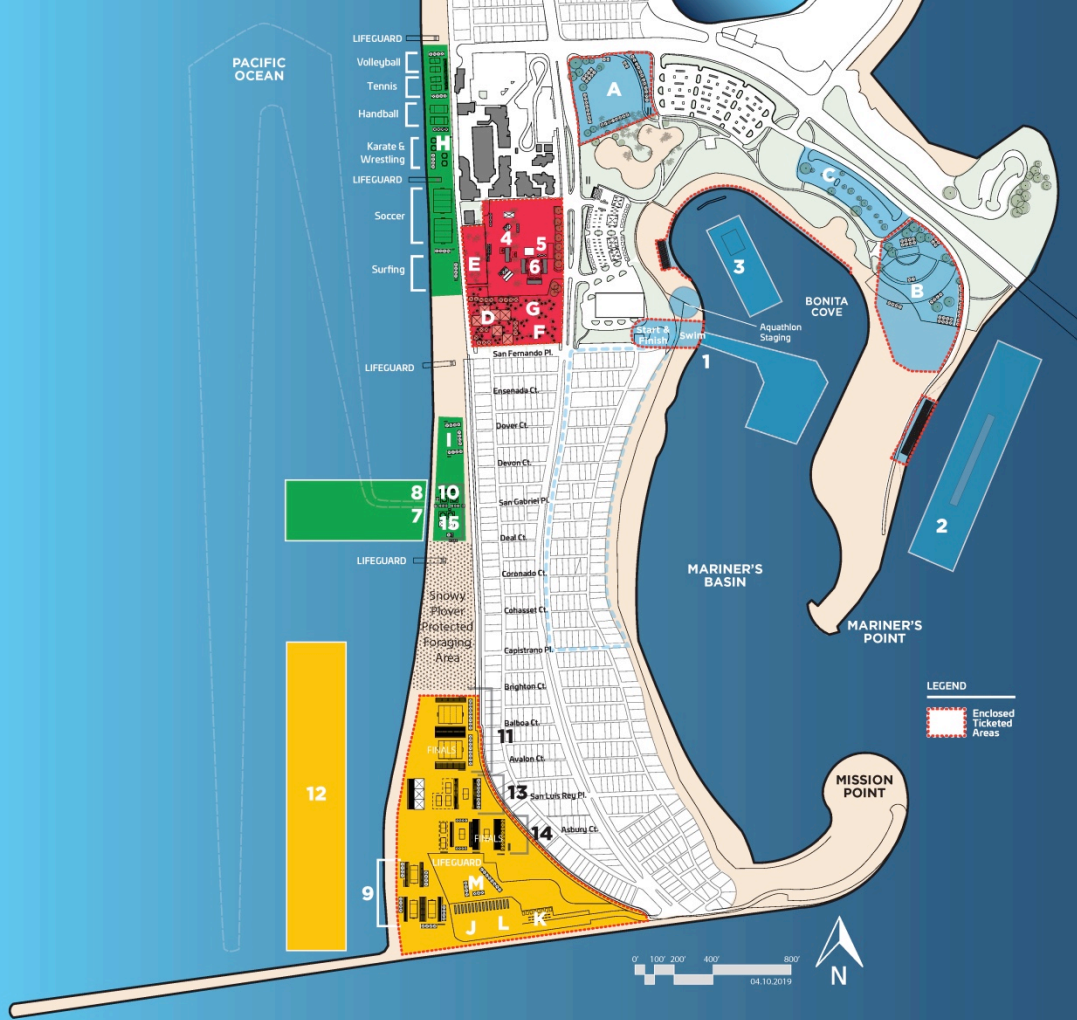 LIFEGUARD
Volleyball
Tennis
Handball
Karate &
Wrestling
LIFEGUARD
Soccer
Surfing
PACIFIC
OCEAN
H
A
C
B
4
5
6
E
D
G
F
3
BONITA
COVE
Aquathlon
Staging
Start &
Finish
Swim
1
2
LIFEGUARD
San Fernando Pl.
Ensenada Ct.
Dover Ct.
Devon Ct.
San Gabriel Pl.
Deal Ct.
Coronado Ct.
Cohasset Ct.
Capistrano Pl.
Brighton Ct.
Balboa Ct.
Avalon Ct.
San Luis Rey Pl.
Asbury Ct.
I
8
10
7
15
LIFEGUARD
Snowy
Plover
Protected
Foraging
Area
MARINER'S
BASIN
MARINER'S
POINT
LEGEND
Enclosed
Ticketed
Areas
MISSION
POINT
12
11
FINALS
13
14
FINALS
LIFEGUARD
9
M
J
L
K
0' 100' 200' 400' 800'
04.10.2019
N